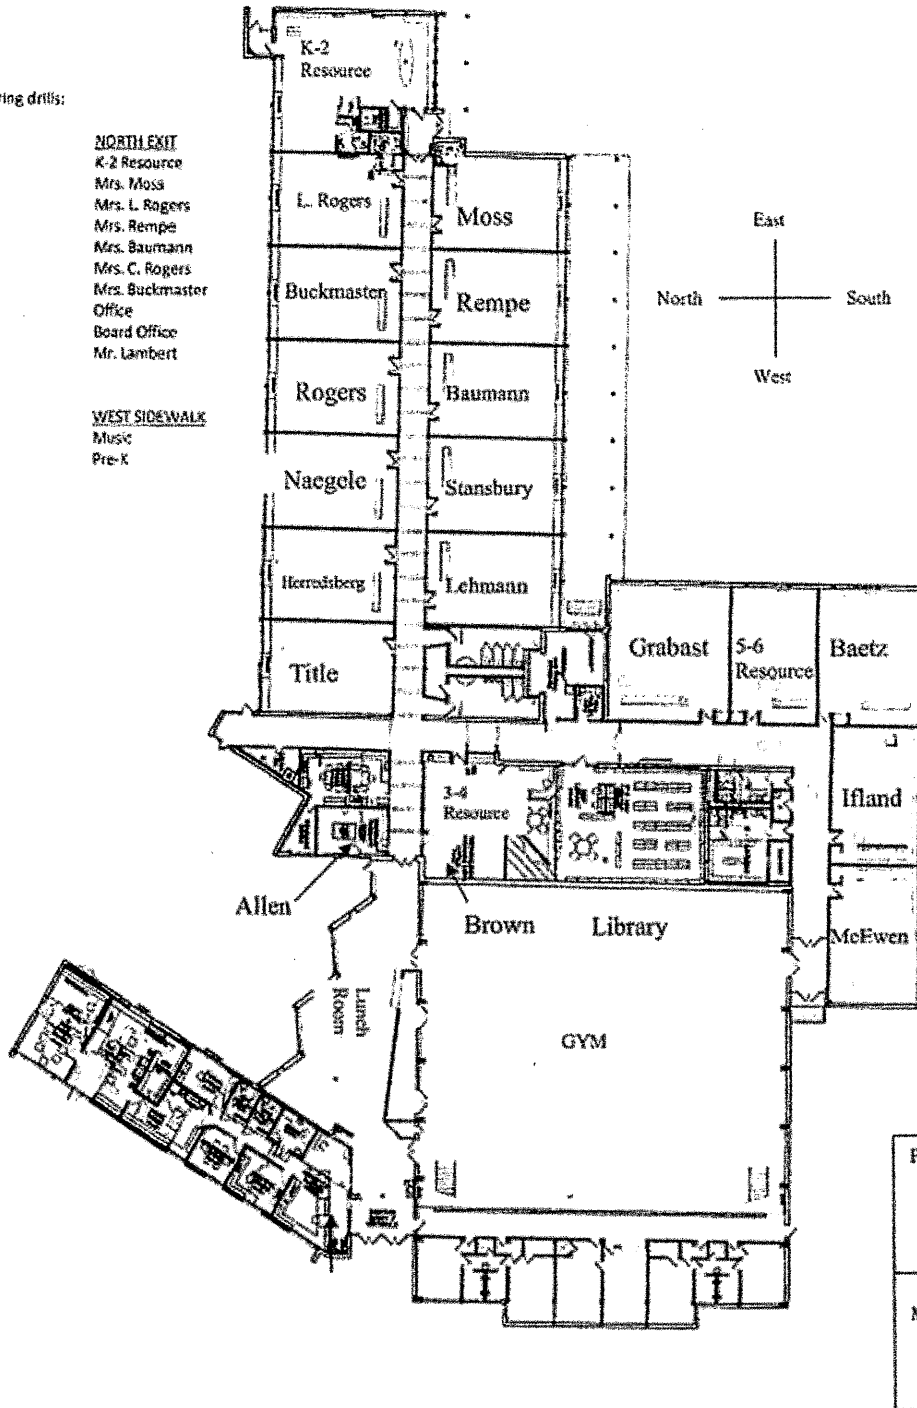 ring drills:
NORTH EXIT
K-2 Resource
Mrs. Moss
Mrs. L. Rogers
Mrs. Rempe
Mrs. Baumann
Mrs. C. Rogers
Mrs. Buckmaster
Office
Board Office
Mr. Lambert
WEST SIDEWALK
Music
Pre-K
K-2
Resource
L. Rogers
Moss
Buckmaster
Rempe
Rogers
Baumann
Naegele
Stansbury
Herredsberg
Lehmann
Title
East
North
South
West
Grabast
5-6
Resource
Baetz
3-4
Resource
Ifland
Allen
Brown
Library
McEwen
Lunch
Room
GYM